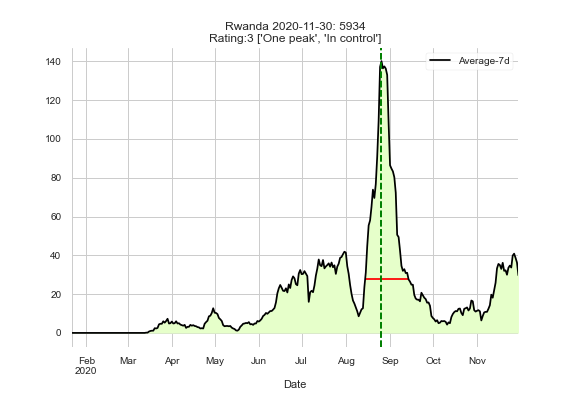 Rwanda 2020-11-30: 5934
Rating:3 ['One peak', 'In control']
Average-7d
140
120
100
80
60
40
20
0
Feb Mar Apr May Jun Jul Aug Sep Oct Nov
2020
Date